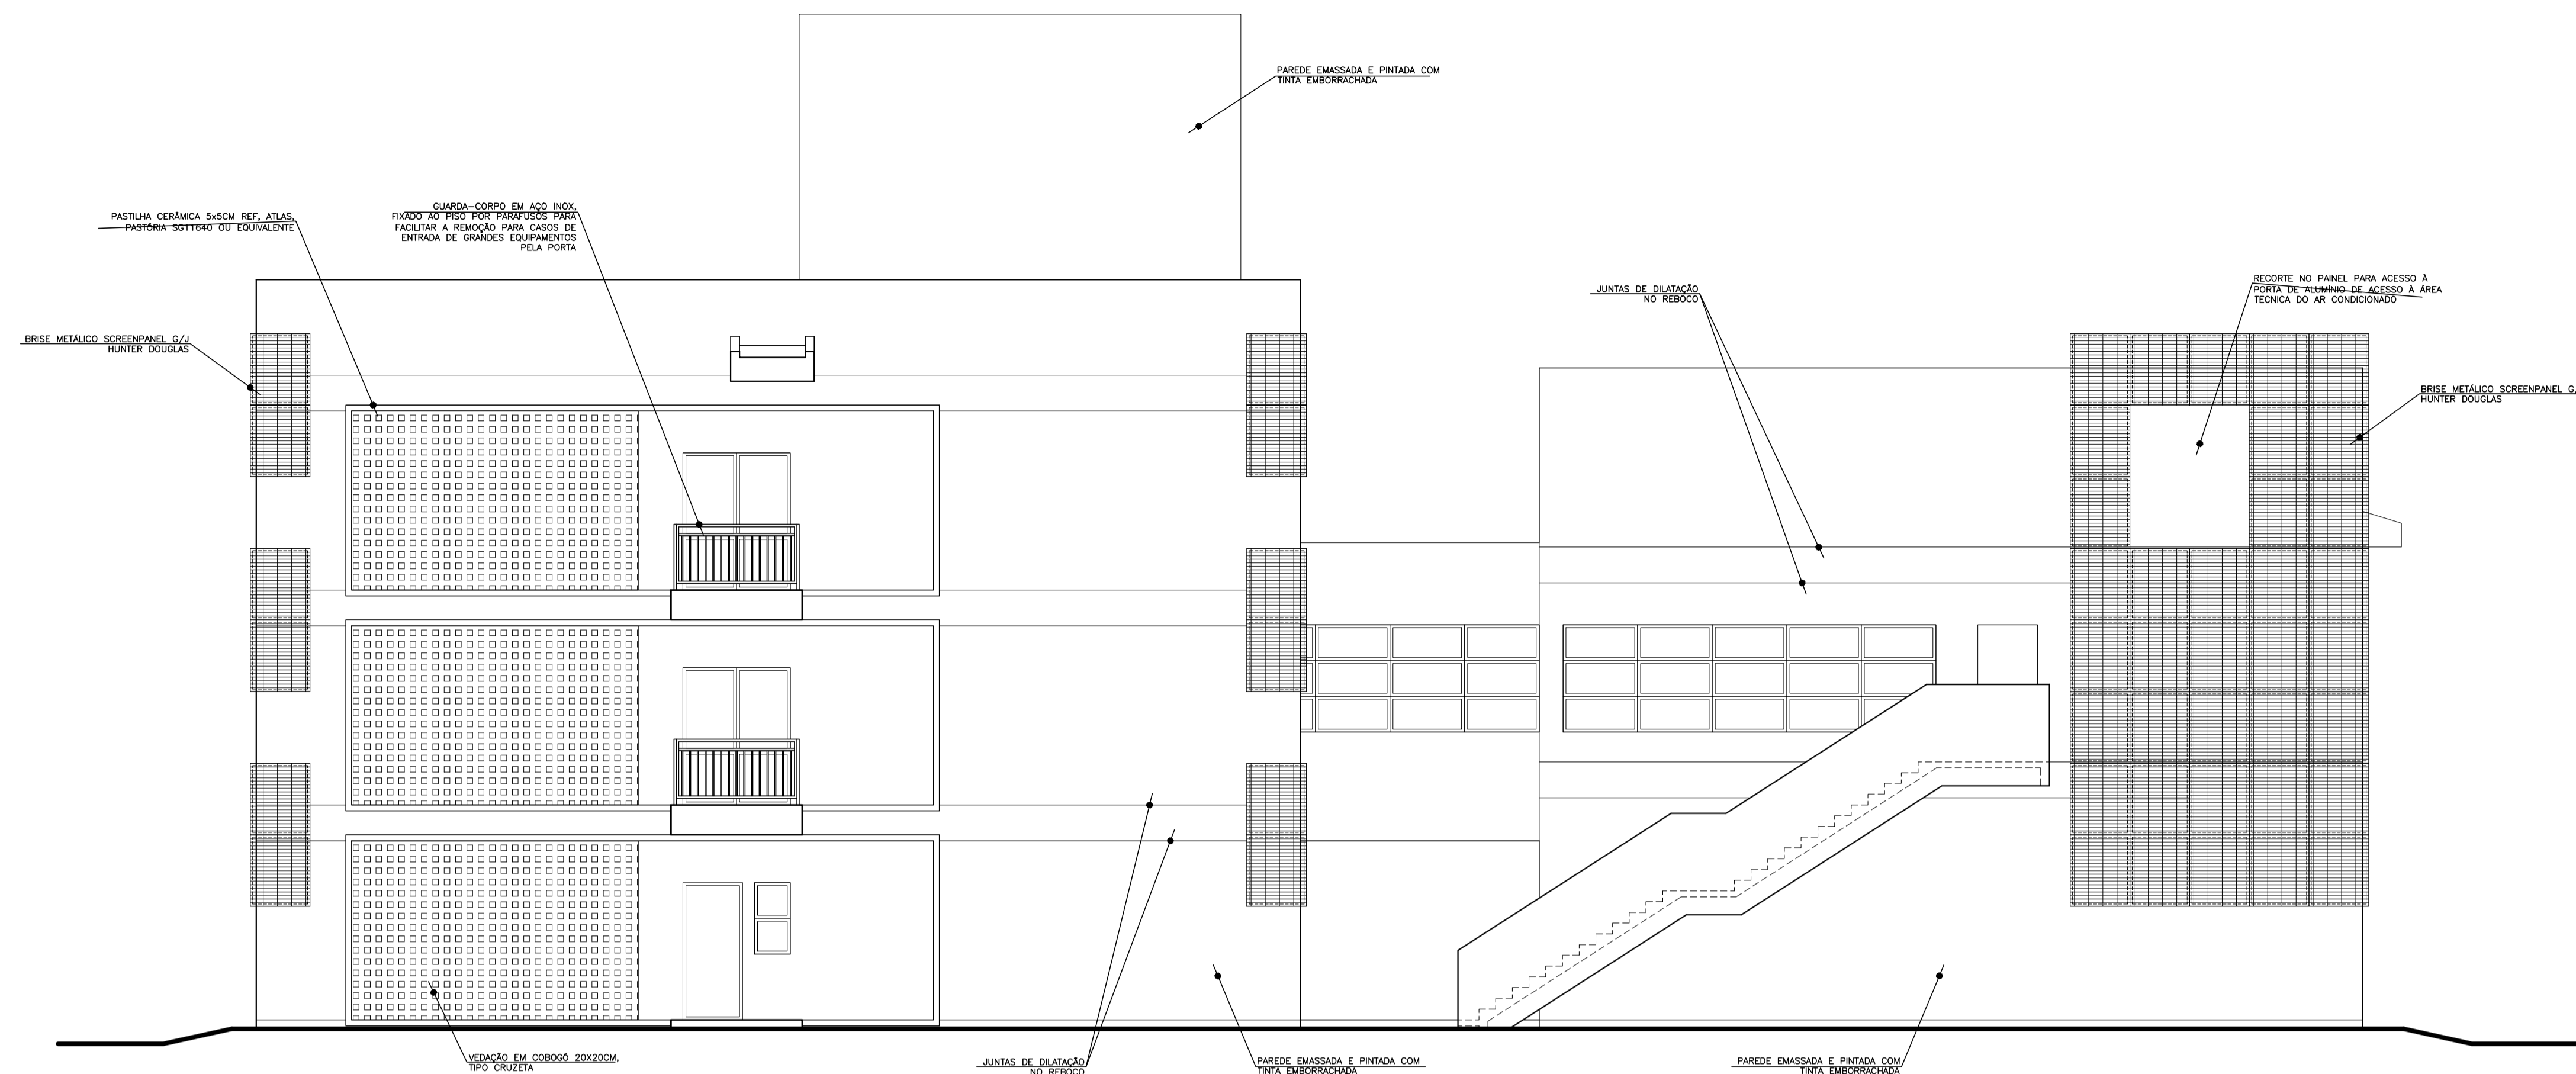 PAREDE EMASSADA E PINTADA COM
TINTA EMBORRACHADA
PASTILHA CERÂMICA 5x5CM REF, ATLAS,
PASTÓRIA SG11640 OU EQUIVALENTE
GUARDA-CORPO EM AÇO INOX,
FIXADO AO PISO POR PARAFUSOS PARA
FACILITAR A REMOÇÃO PARA CASOS DE
ENTRADA DE GRANDES EQUIPAMENTOS
PELA PORTA
BRISE METÁLICO SCREENPANEL G/J
HUNTER DOUGLAS
JUNTAS DE DILATAÇÃO
NO REBOCO
RECORTE NO PAINEL PARA ACESSO À
PORTA DE ALUMÍNIO DE ACESSO À ÁREA
TECNICA DO AR CONDICIONADO
BRISE METÁLICO SCREENPANEL G/
HUNTER DOUGLAS
VEDAÇÃO EM COBOGÓ 20X20CM,
TIPO CRUZETA
JUNTAS DE DILATAÇÃO
NO REBOCO
PAREDE EMASSADA E PINTADA COM
TINTA EMBORRACHADA
PAREDE EMASSADA E PINTADA COM
TINTA EMBORRACHADA